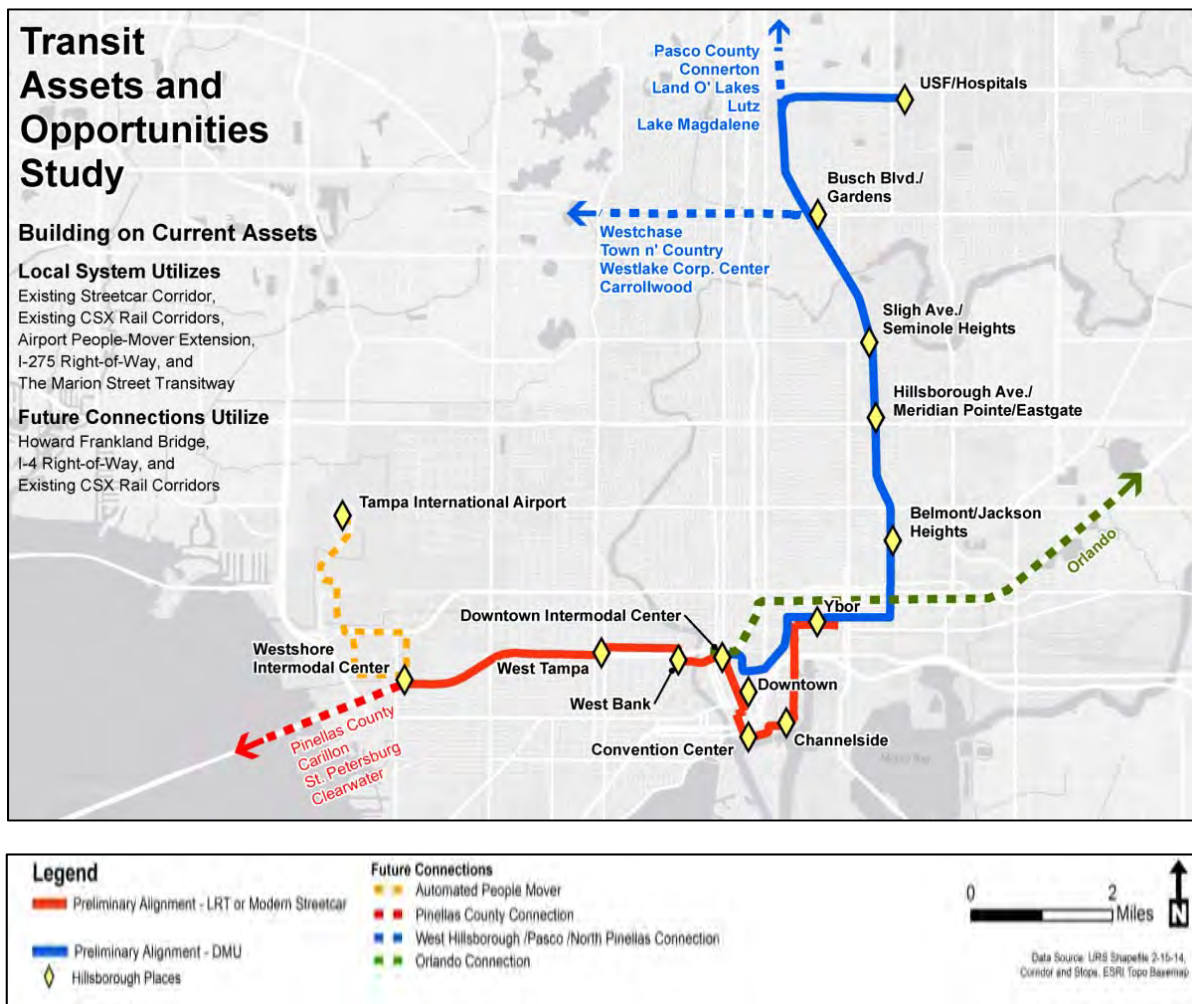 Transit
Assets and
Opportunities
Study
Building on Current Assets
Local System Utilizes
Existing Streetcar Corridor,
Existing CSX Rail Corridors,
Airport People-Mover Extension,
I-275 Right-of-Way, and
The Marion Street Transitway
Future Connections Utilize
Howard Frankland Bridge,
I-4 Right-of-Way, and
Existing CSX Rail Corridors
Pasco County
Connerton
Land O' Lakes
Lutz
Lake Magdalene
USF/Hospitals
Busch Blvd./
Gardens
Westchase
Town n' Country
Westlake Corp. Center
Carrollwood
Sligh Ave./
Seminole Heights
Hillsborough Ave./
Meridian Pointe/Eastgate
Tampa International Airport
Belmont/Jackson
Heights
Orlando
Ybor
Downtown Intermodal Center
Westshore
Intermodal Center
West Tampa
West Bank
Downtown
Convention Center
Channelside
Pinellas County
Carillon
St. Petersburg
Clearwater
Legend
Preliminary Alignment - LRT or Modern Streetcar
Preliminary Alignment - DMU
Hillsborough Places
Future Connections
Automated People Mover
Pinellas County Connection
West Hillsborough /Pasco /North Pinellas Connection
Orlando Connection
0 2
Miles
N
Data Source: URS Shapefile 2-15-14,
Corridor and Stops, ESRI Topo Basemap